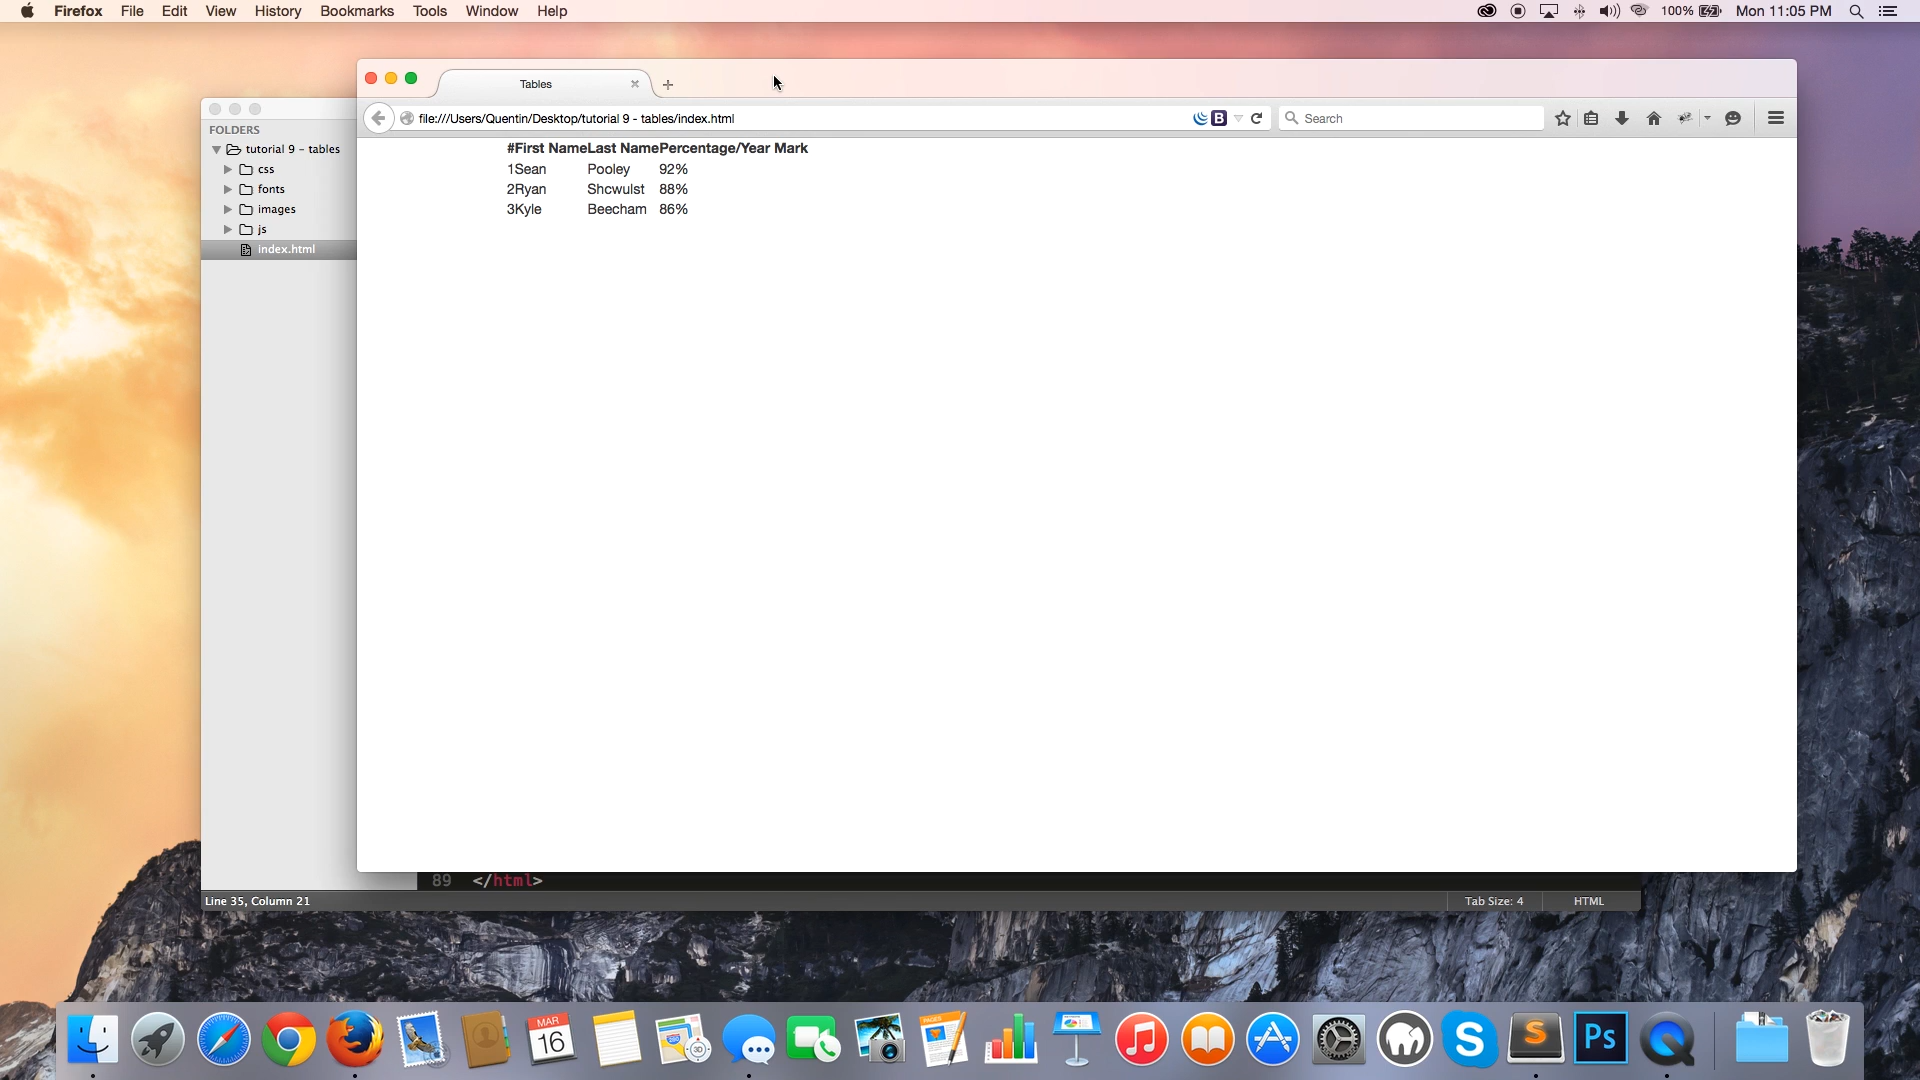 Firefox File Edit View History Bookmarks Tools Window Help 100% Mon 11:05 PM
Tables
file:///Users/Quentin/Desktop/tutorial 9 - tables/index.html B Search
FOLDERS
tutorial 9 - tables
css
fonts
images
js
index.html
#First NameLast NamePercentage/Year Mark
1Sean Pooley 92%
2Ryan Shcwulst 88%
3Kyle Beecham 86%
89 </html>
Line 35, Column 21 Tab Size: 4 HTML
MAR
16
PAGES
S
S
Ps